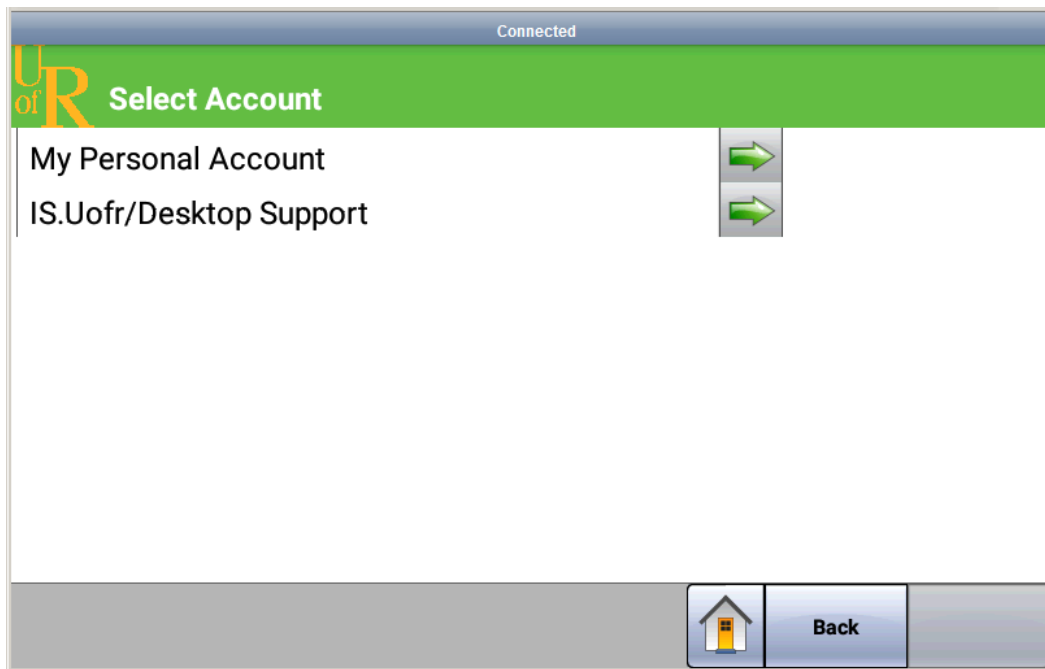 Connected
U
of R
Select Account
My Personal Account
IS.Uofr/Desktop Support
Back